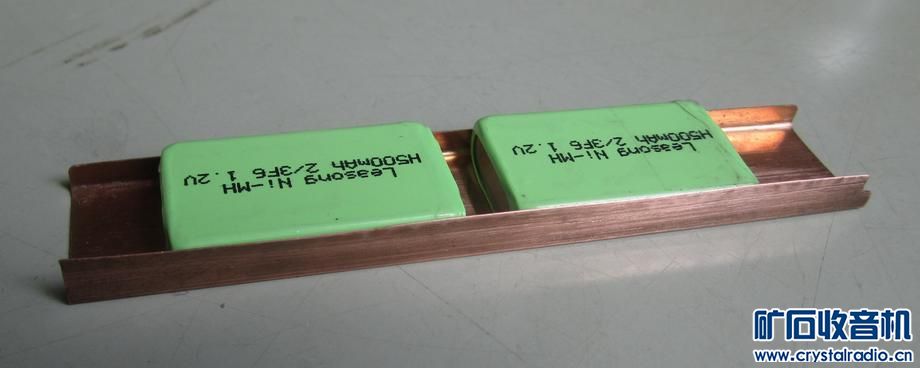 Leasong Ni-MH
H500mAh 2/3F6 1.2V
Leasong Ni-MH
H500mAh 2/3F6 1.2V
矿石收音机
www.crystalradio.cn